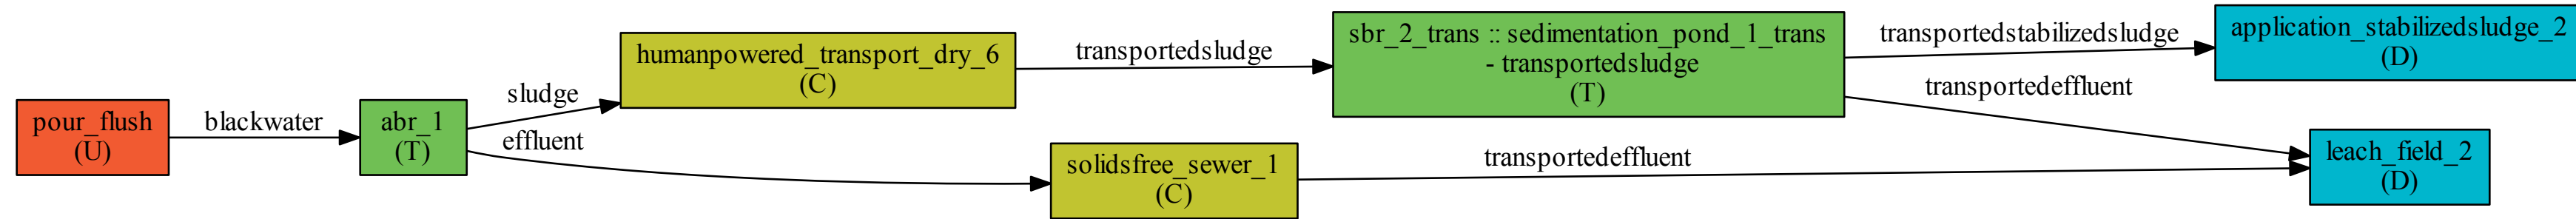 pour_flush
(U)
blackwater
abr_1
(T)
sludge
effluent
humanpowered_transport_dry_6
(C)
transportedsludge
solidsfree_sewer_1
(C)
transportedeffluent
sbr_2_trans :: sedimentation_pond_1_trans
- transportedsludge
(T)
transportedstabilizedsludge
transportedeffluent
application_stabilizedsludge_2
(D)
leach_field_2
(D)